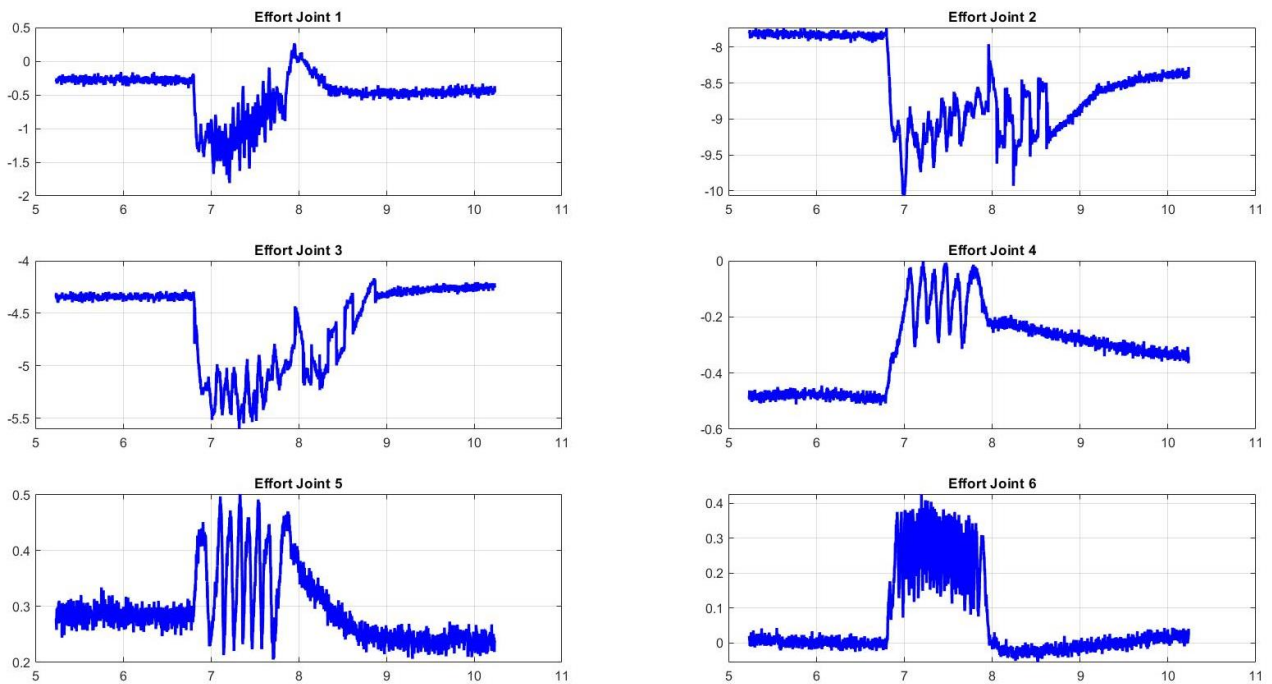 Effort Joint 1
0.5
0
-0.5
-1
-1.5
-2
5 6 7 8 9 10 11
Effort Joint 2
-8
-8.5
-9
-9.5
-10
5 6 7 8 9 10 11
Effort Joint 3
-4
-4.5
-5
-5.5
5 6 7 8 9 10 11
Effort Joint 4
0
-0.2
-0.4
-0.6
5 6 7 8 9 10 11
Effort Joint 5
0.5
0.4
0.3
0.2
5 6 7 8 9 10 11
Effort Joint 6
0.4
0.3
0.2
0.1
0
5 6 7 8 9 10 11